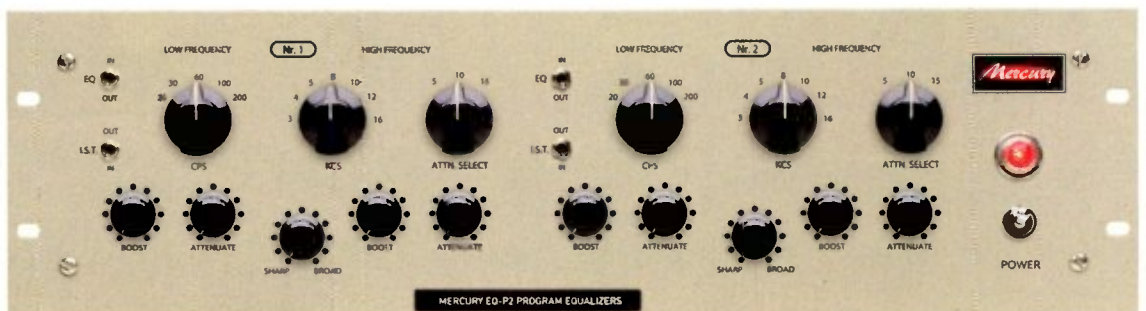 LOW FREQUENCY Nr. 1 HIGH FREQUENCY
IN
EQ
OUT
20 30 60 100 200
CPS
3 4 5 8 10 12 16
KCS
5 10 16
ATTN. SELECT
OUT
I.S.T.
IN
BOOST ATTENUATE
SHARP BROAD
BOOST ATTENUATE
LOW FREQUENCY Nr. 2 HIGH FREQUENCY
IN
EQ
OUT
20 60 100 200
CPS
3 4 5 8 10 12 16
KCS
5 10 15
ATTN. SELECT
OUT
I.S.T.
IN
BOOST ATTENUATE
SHARP BROAD
BOOST ATTENUATE
Mercury
POWER
MERCURY EQ-P2 PROGRAM EQUALIZERS